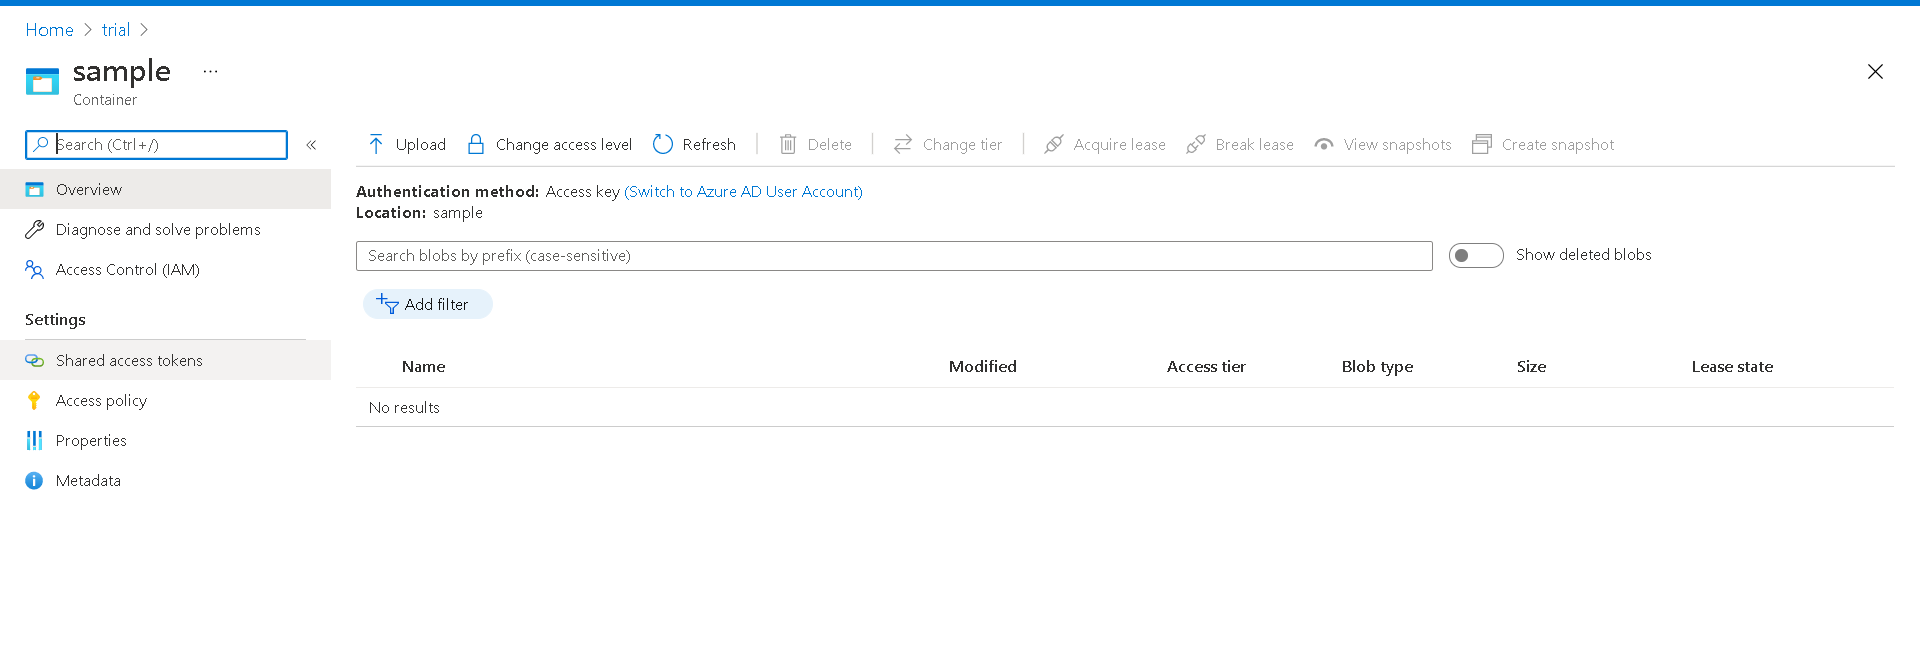 Home > trial >
sample ...
Container
Search (Ctrl+/) «
Upload Change access level Refresh Delete Change tier Acquire lease Break lease View snapshots Create snapshot
Overview
Diagnose and solve problems
Access Control (IAM)
Settings
Shared access tokens
Access policy
Properties
Metadata
Authentication method: Access key (Switch to Azure AD User Account)
Location: sample
Search blobs by prefix (case-sensitive)
Show deleted blobs
Add filter
Name Modified Access tier Blob type Size Lease state
No results